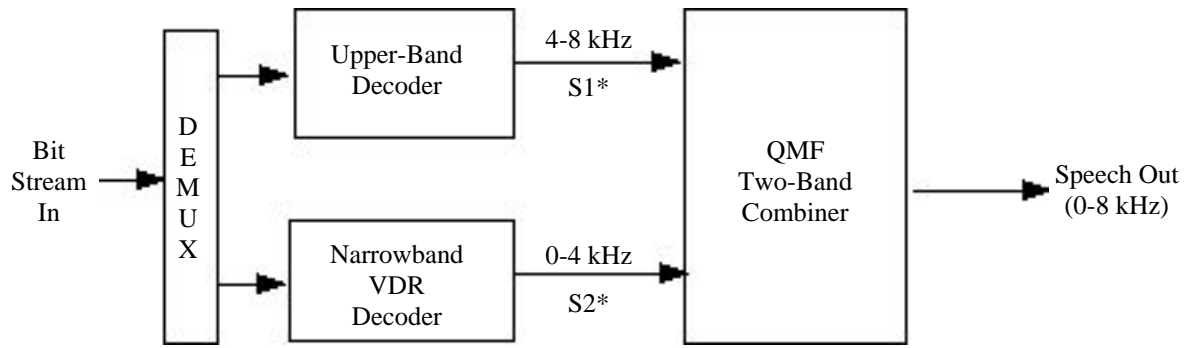 Bit
Stream
In
D
E
M
U
X
Upper-Band
Decoder
4-8 kHz
S1*
Narrowband
VDR
Decoder
0-4 kHz
S2*
QMF
Two-Band
Combiner
Speech Out
(0-8 kHz)